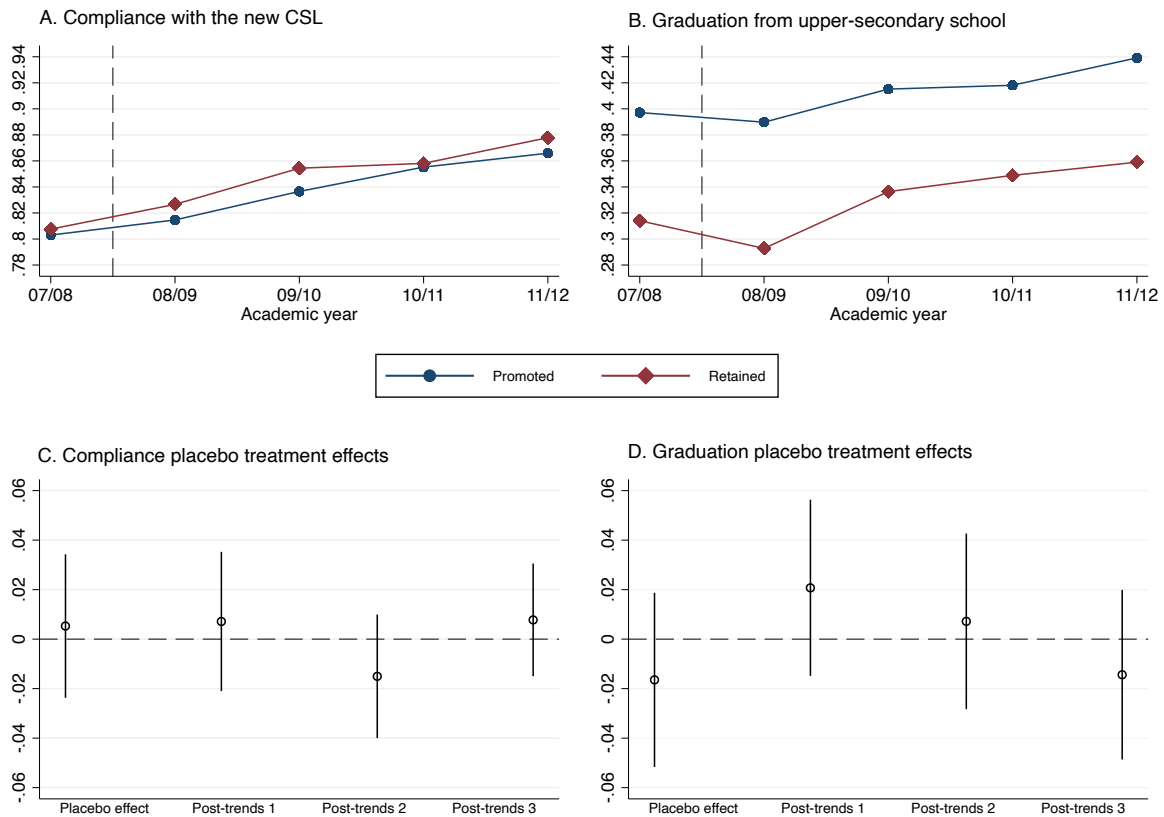 A. Compliance with the new CSL
B. Graduation from upper-secondary school
.94
.92
.9
.88
.86
.84
.82
.8
.78
07/08 08/09 09/10 10/11 11/12
Academic year
.44
.42
.4
.38
.36
.34
.32
.3
.28
07/08 08/09 09/10 10/11 11/12
Academic year
Promoted Retained
C. Compliance placebo treatment effects
D. Graduation placebo treatment effects
.06
.04
.02
0
-.02
-.04
-.06
Placebo effect Post-trends 1 Post-trends 2 Post-trends 3
.06
.04
.02
0
-.02
-.04
-.06
Placebo effect Post-trends 1 Post-trends 2 Post-trends 3